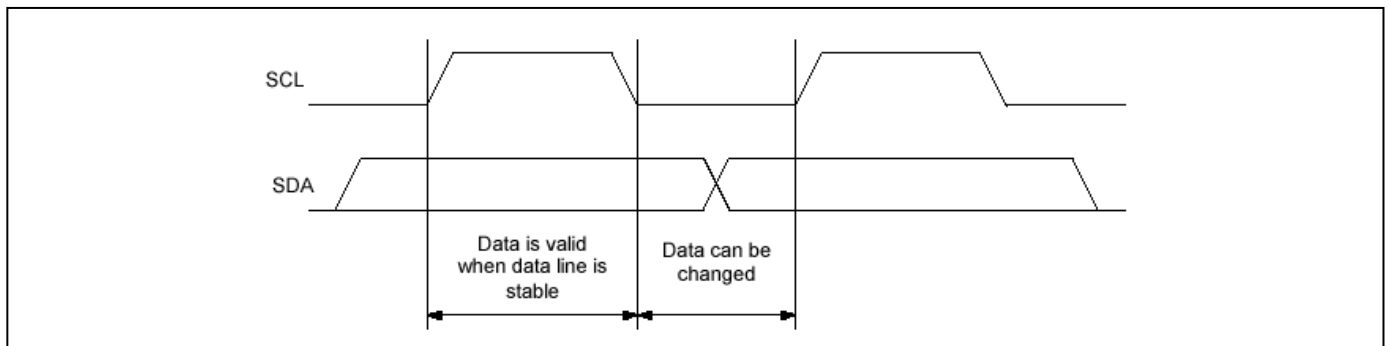 SCL
SDA
Data is valid
when data line is
stable
Data can be
changed